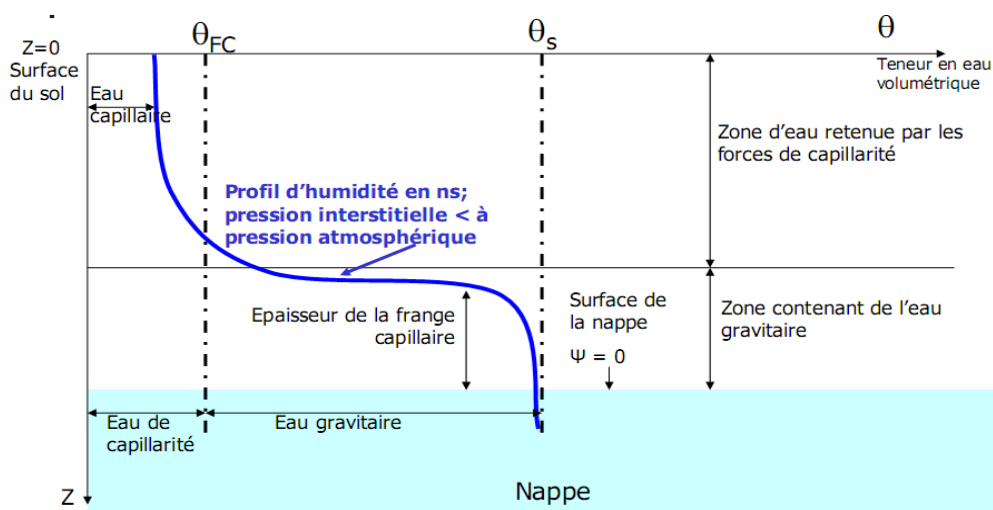 θFC
θs
θ
Z=0
Surface
du sol
Teneur en eau
volumétrique
Eau
capillaire
Zone d’eau retenue par les
forces de capillarité
Profil d’humidité en ns;
pression interstitielle < à
pression atmosphérique
Epaisseur de la frange
capillaire
Surface de
la nappe
Ψ = 0
Zone contenant de l’eau
gravitaire
Eau de
capillarité
Eau gravitaire
Z
Nappe